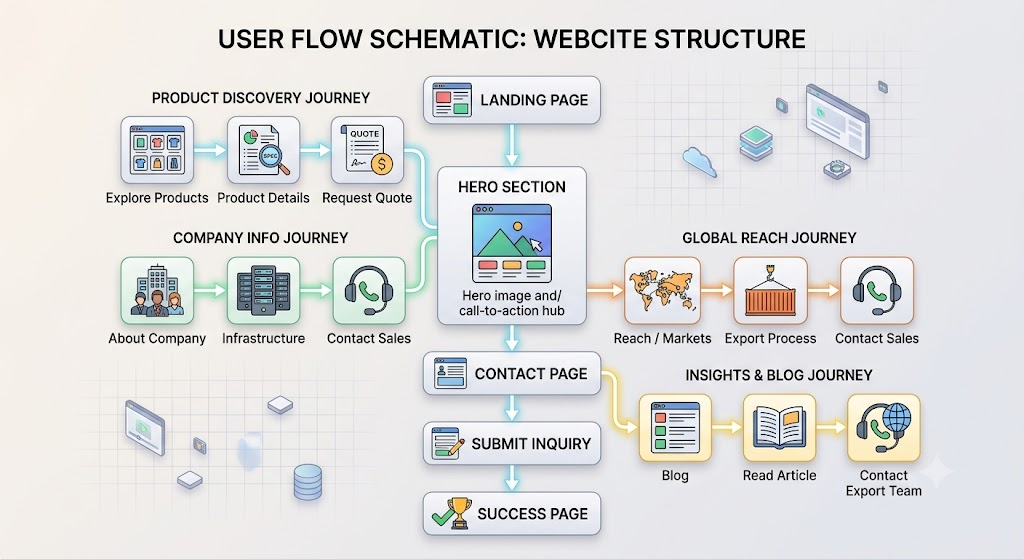 USER FLOW SCHEMATIC: WEBCITE STRUCTURE
PRODUCT DISCOVERY JOURNEY
Explore Products
SPEC
Product Details
QUOTE
$
Request Quote
COMPANY INFO JOURNEY
About Company
Infrastructure
Contact Sales
LANDING PAGE
HERO SECTION
Hero image and/
call-to-action hub
CONTACT PAGE
SUBMIT INQUIRY
SUCCESS PAGE
GLOBAL REACH JOURNEY
Reach / Markets
Export Process
Contact Sales
INSIGHTS & BLOG JOURNEY
Blog
Read Article
Contact
Export Team